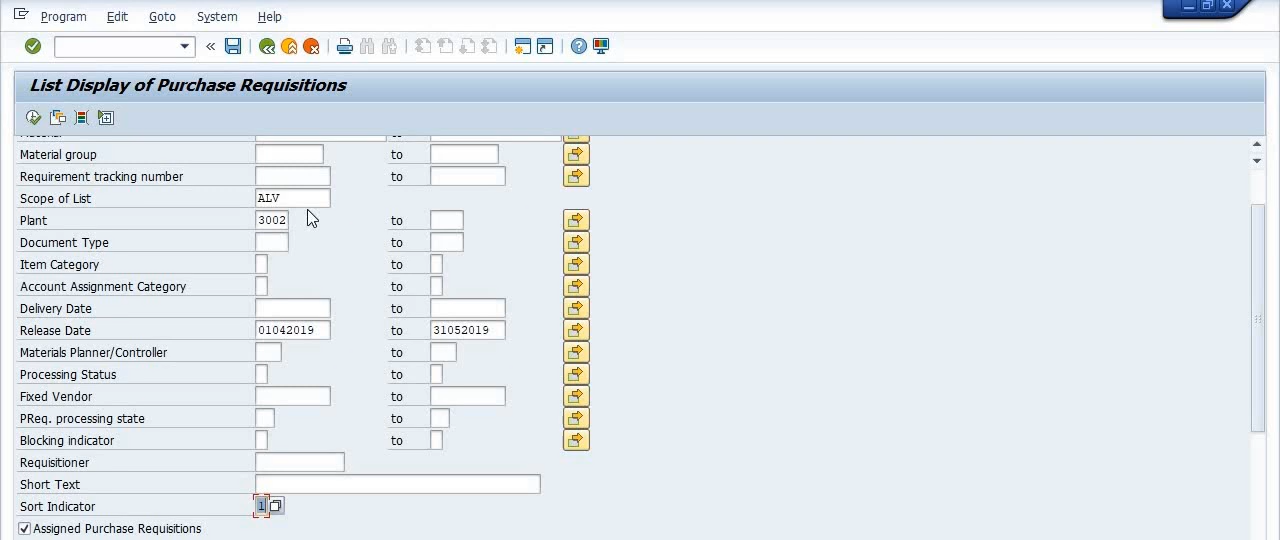 Program Edit Goto System Help
«
List Display of Purchase Requisitions
Material to
Material group to
Requirement tracking number to
Scope of List ALV
Plant 3002 to
Document Type to
Item Category to
Account Assignment Category to
Delivery Date to
Release Date 01042019 to 31052019
Materials Planner/Controller to
Processing Status to
Fixed Vendor to
PReq. processing state to
Blocking indicator to
Requisitioner
Short Text
Sort Indicator 1
Assigned Purchase Requisitions